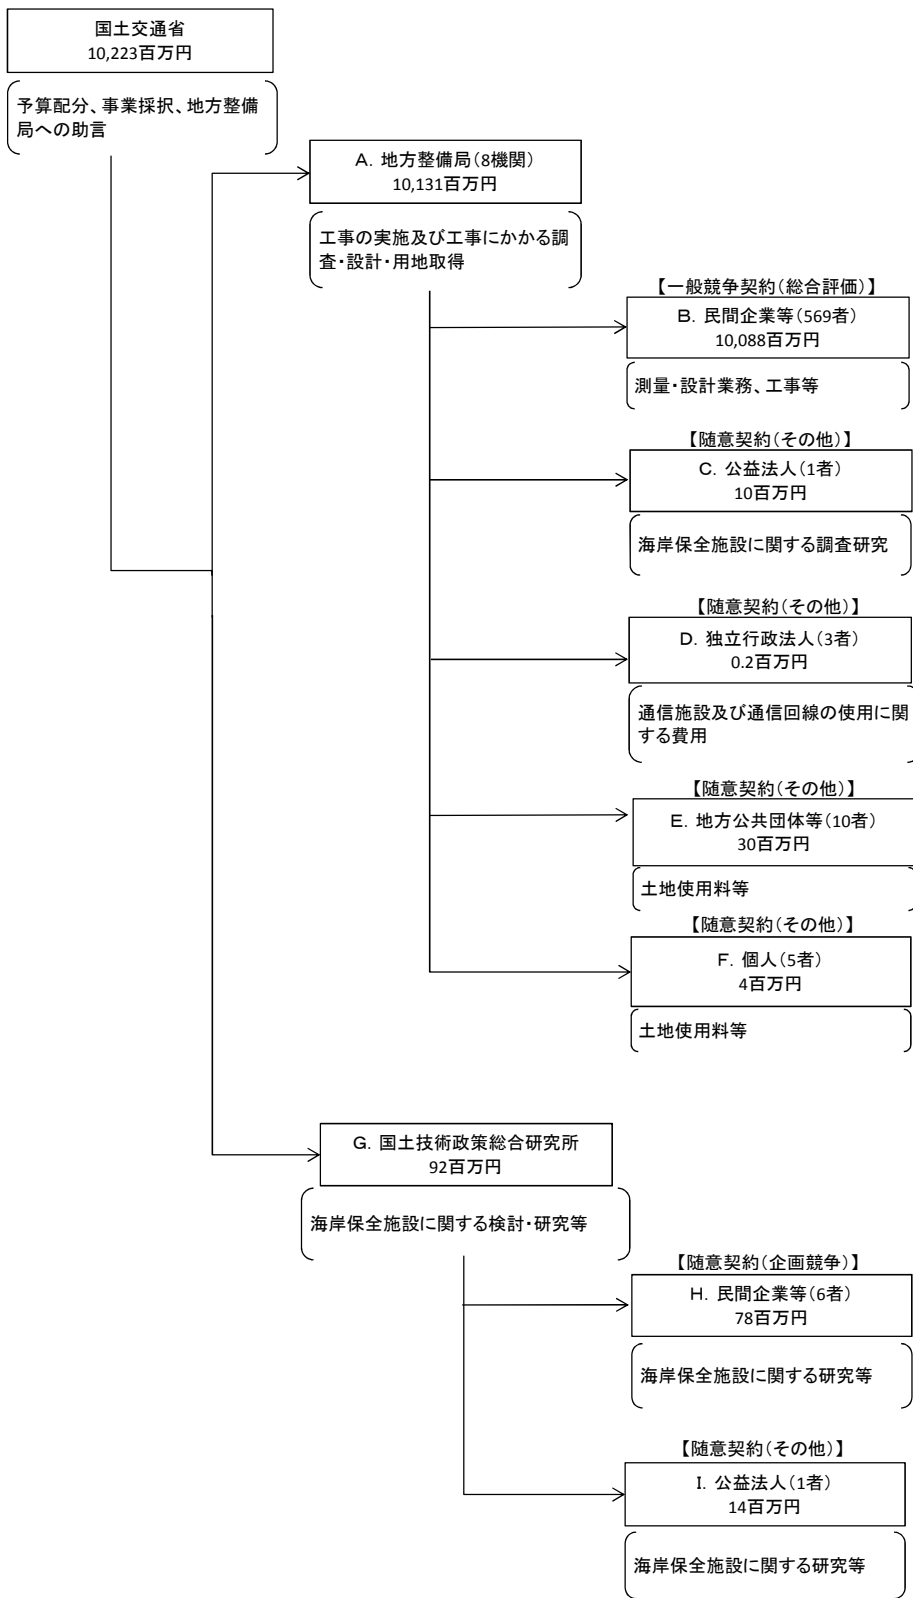 国土交通省
10,223百万円
予算配分、事業採択、地方整備
局への助言
A. 地方整備局(8機関)
10,131百万円
工事の実施及び工事にかかる調
査・設計・用地取得
【一般競争契約(総合評価)】
B. 民間企業等(569者)
10,088百万円
測量・設計業務、工事等
【随意契約(その他)】
C. 公益法人(1者)
10百万円
海岸保全施設に関する調査研究
【随意契約(その他)】
D. 独立行政法人(3者)
0.2百万円
通信施設及び通信回線の使用に関
する費用
【随意契約(その他)】
E. 地方公共団体等(10者)
30百万円
土地使用料等
【随意契約(その他)】
F. 個人(5者)
4百万円
土地使用料等
G. 国土技術政策総合研究所
92百万円
海岸保全施設に関する検討・研究等
【随意契約(企画競争)】
H. 民間企業等(6者)
78百万円
海岸保全施設に関する研究等
【随意契約(その他)】
I. 公益法人(1者)
14百万円
海岸保全施設に関する研究等